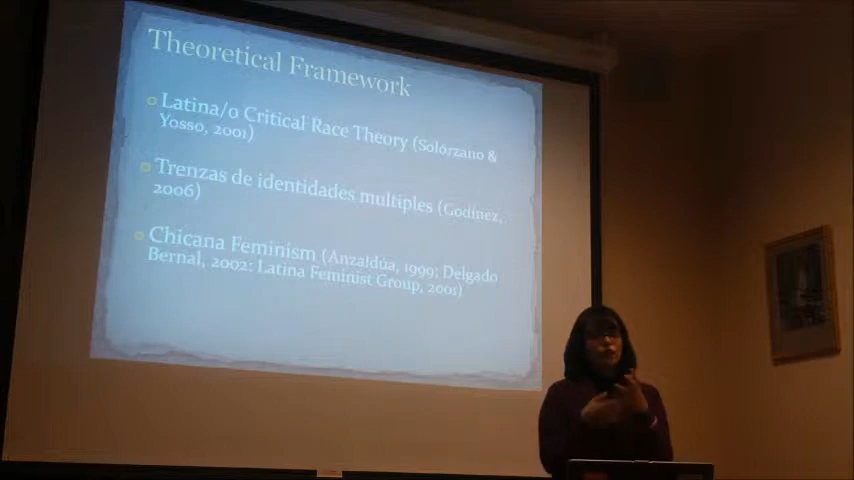 Theoretical Framework
Latina/o Critical Race Theory (Solórzano &
Yosso, 2001)
Trenzas de identidades multiples (Godinez,
2006)
Chicana Feminism (Anzaldúa, 1999; Delgado
Bernal, 2002; Latina Feminist Group, 2001)